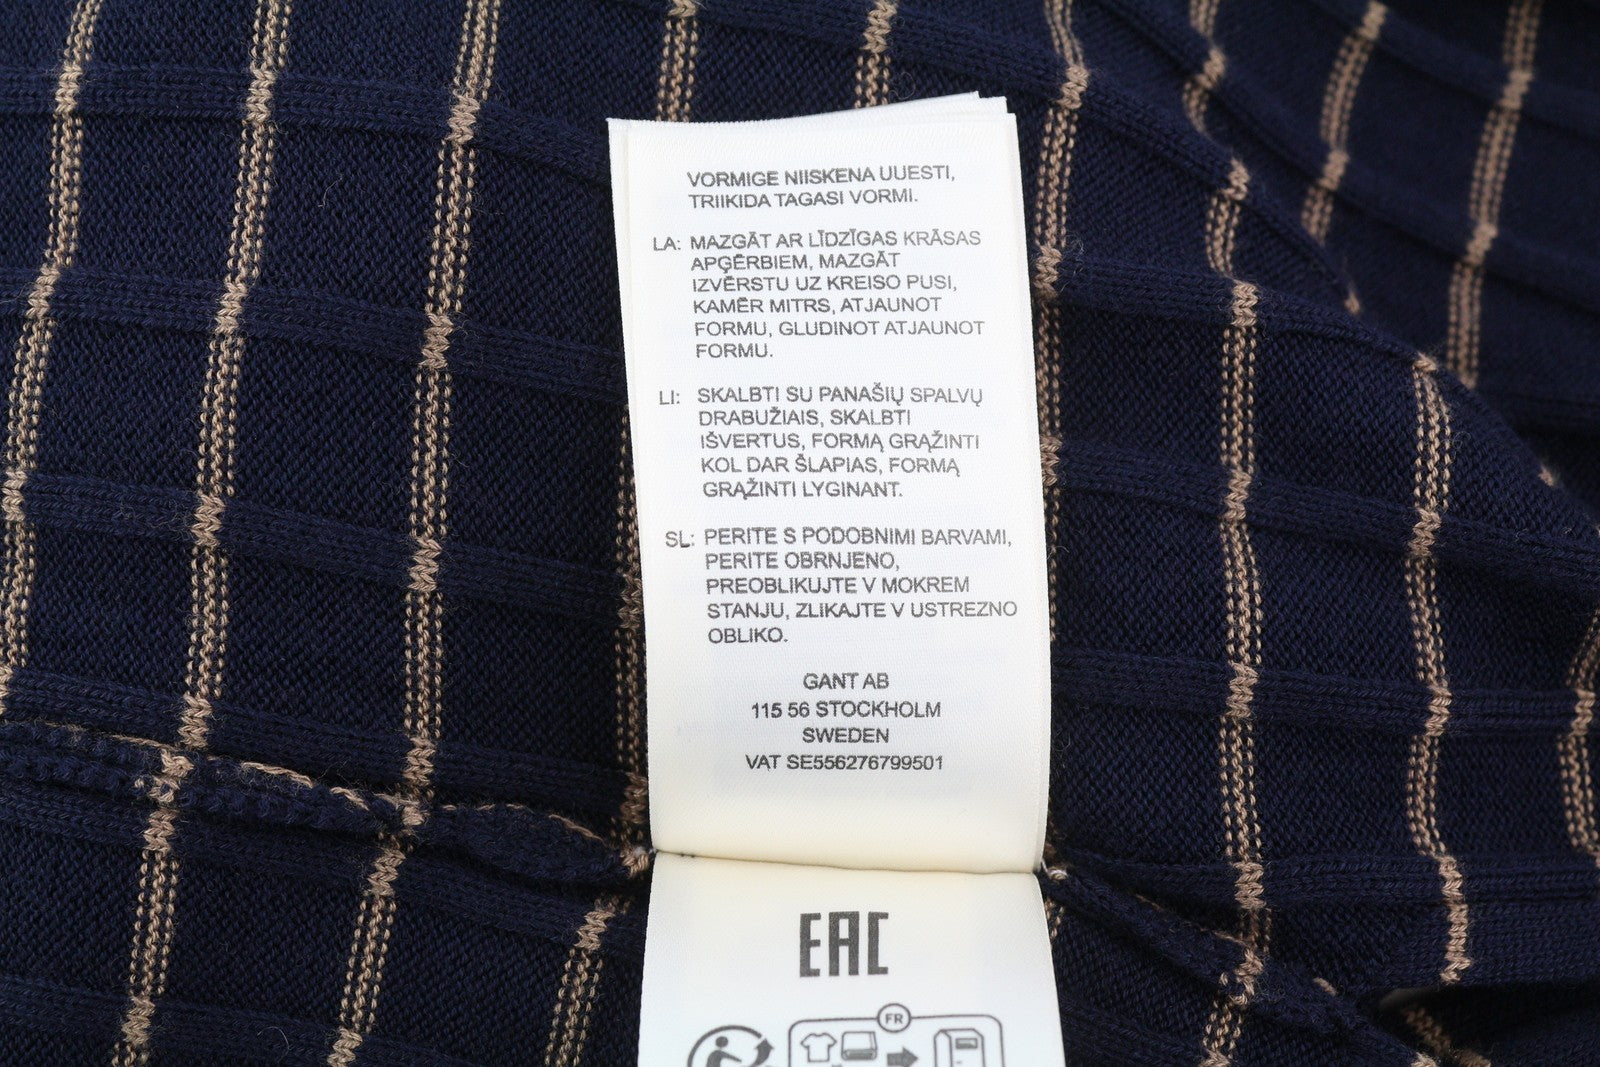 VORMIGE NIISKENA UUESTI,
TRIIKIDA TAGASI VORMI.
LA: MAZGĀT AR LĪDZĪGAS KRĀSAS
APĢĒRBIEM, MAZGĀT
IZVĒRSTU UZ KREISO PUSI,
KAMĒR MITRS, ATJAUNOT
FORMU, GLUDINOT ATJAUNOT
FORMU.
LI: SKALBTI SU PANAŠIŲ SPALVŲ
DRABUŽIAIS, SKALBTI
IŠVERTUS, FORMĄ GRĄŽINTI
KOL DAR ŠLAPIAS, FORMĄ
GRĄŽINTI LYGINANT.
SL: PERITE S PODOBNIMI BARVAMI,
PERITE OBRNJENO,
PREOBLIKUJTE V MOKREM
STANJU, ZLIKAJTE V USTREZNO
OBLIKO.
GANT AB
115 56 STOCKHOLM
SWEDEN
VAT SE556276799501
EAC
FR